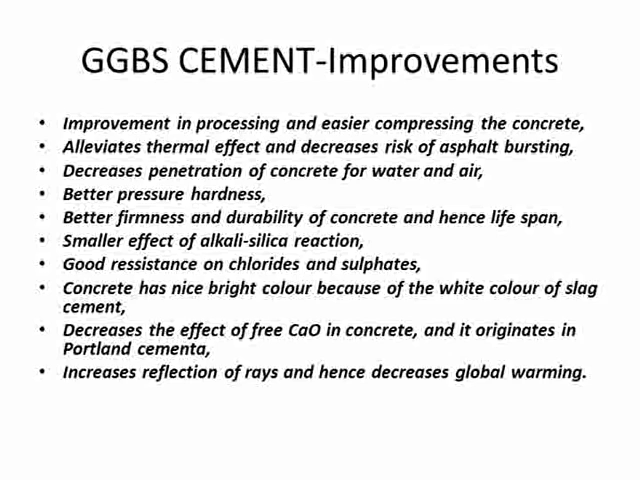 GGBS CEMENT-Improvements
• Improvement in processing and easier compressing the concrete,
• Alleviates thermal effect and decreases risk of asphalt bursting,
• Decreases penetration of concrete for water and air,
• Better pressure hardness,
• Better firmness and durability of concrete and hence life span,
• Smaller effect of alkali-silica reaction,
• Good ressistance on chlorides and sulphates,
• Concrete has nice bright colour because of the white colour of slag
cement,
• Decreases the effect of free CaO in concrete, and it originates in
Portland cementa,
• Increases reflection of rays and hence decreases global warming.